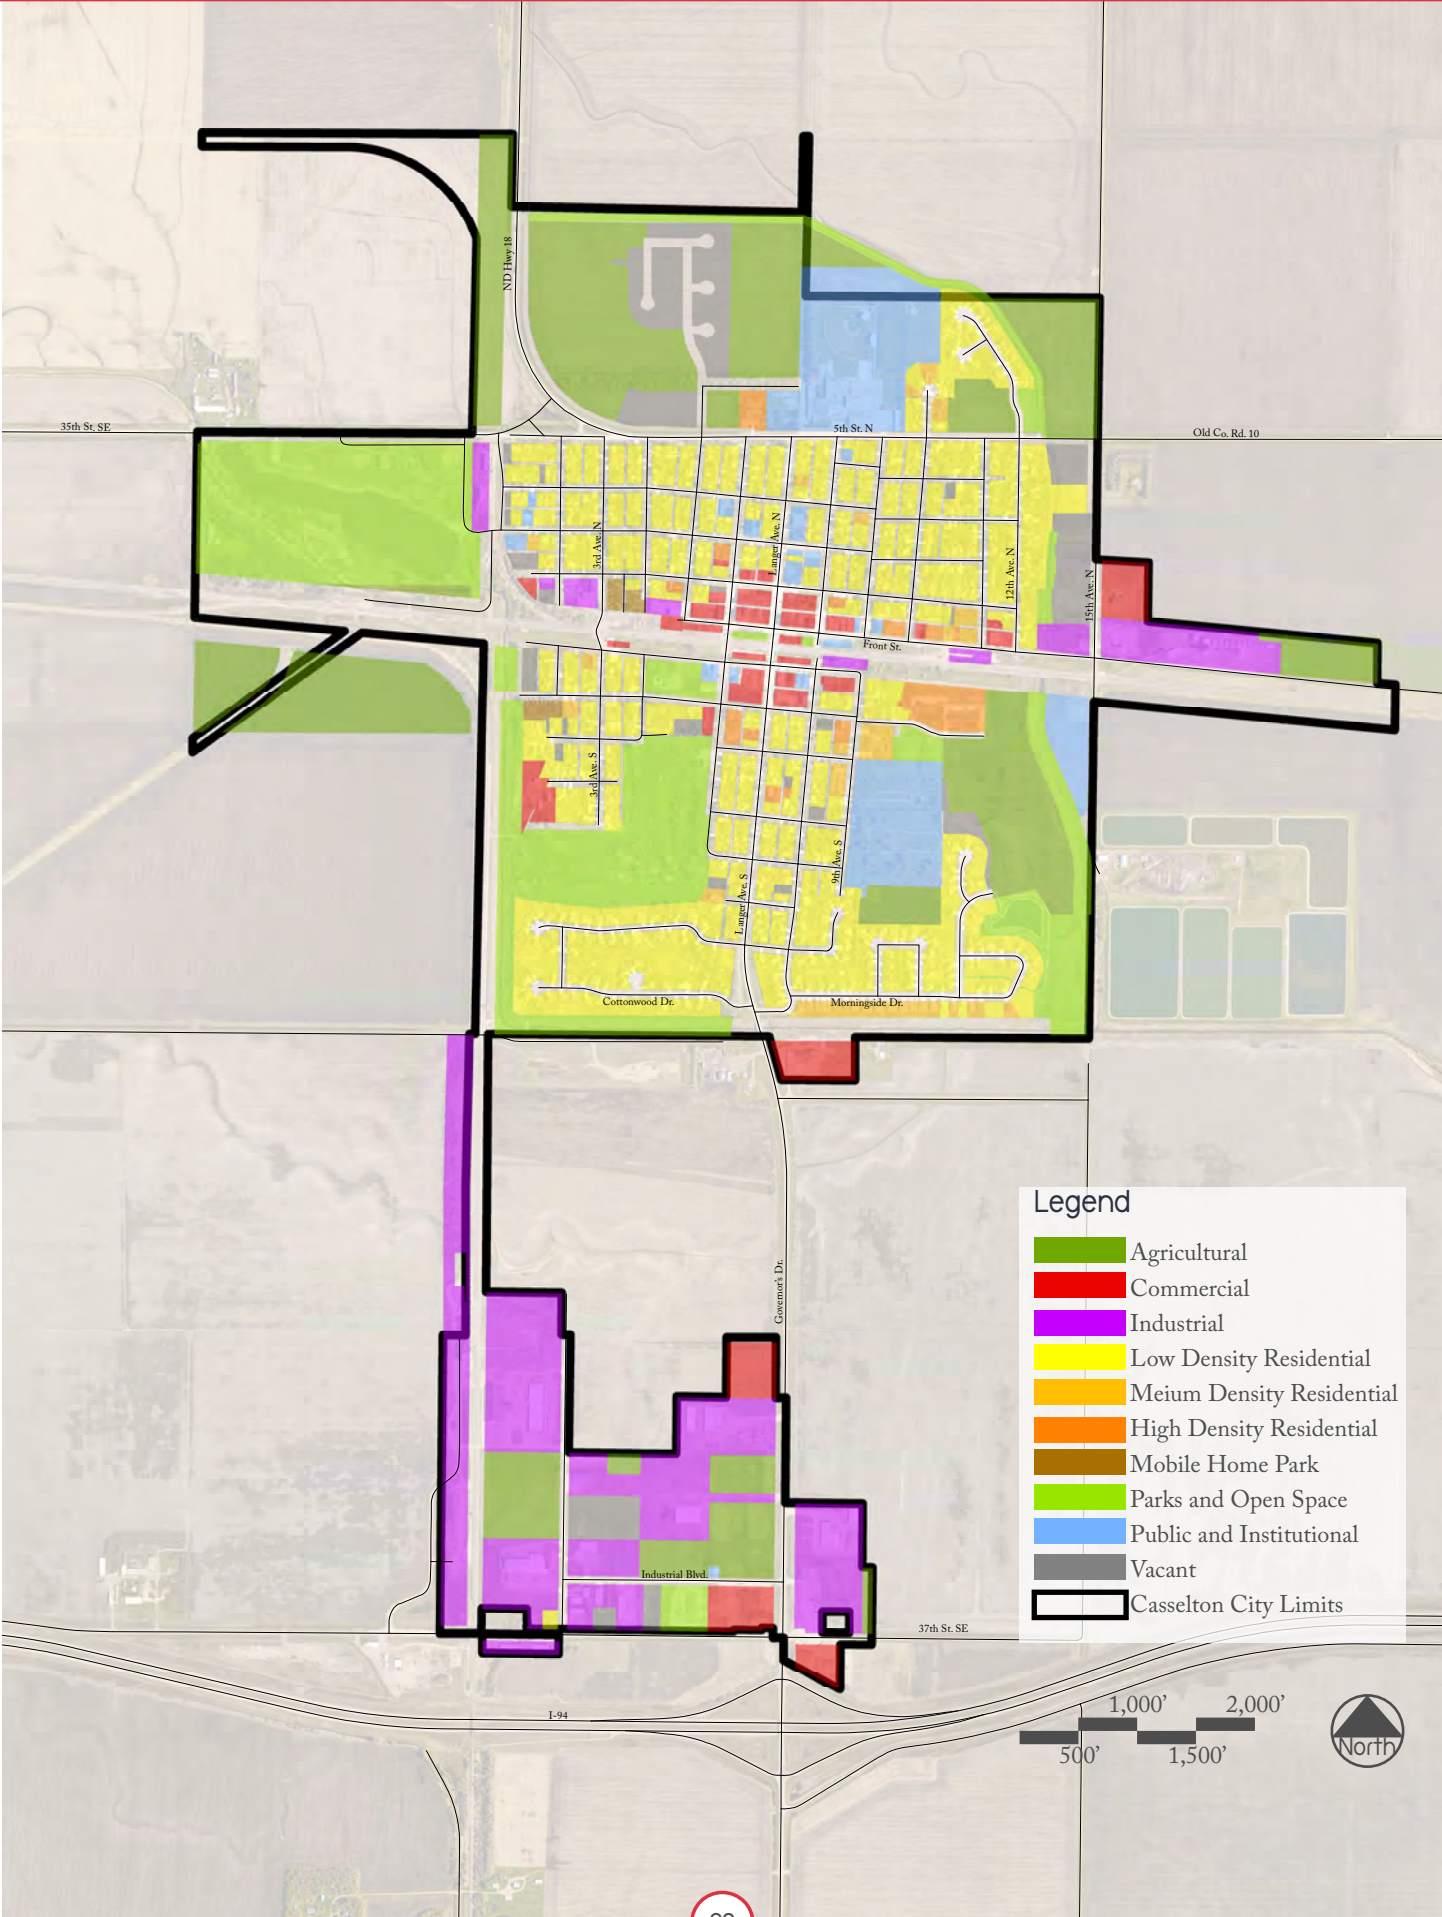 ND Hwy 18
35th St. SE
5th St. N
Old Co. Rd. 10
3rd Ave. N
Langer Ave. N
12th Ave. N
15th Ave. N
Front St.
3rd Ave. S
9th Ave. S
Langer Ave. S
Cottonwood Dr.
Morningside Dr.
Governor's Dr.
Legend
Agricultural
Commercial
Industrial
Low Density Residential
Meium Density Residential
High Density Residential
Mobile Home Park
Parks and Open Space
Public and Institutional
Vacant
Casselton City Limits
Industrial Blvd.
37th St. SE
I-94
1,000’
2,000’
500’
1,500’
North